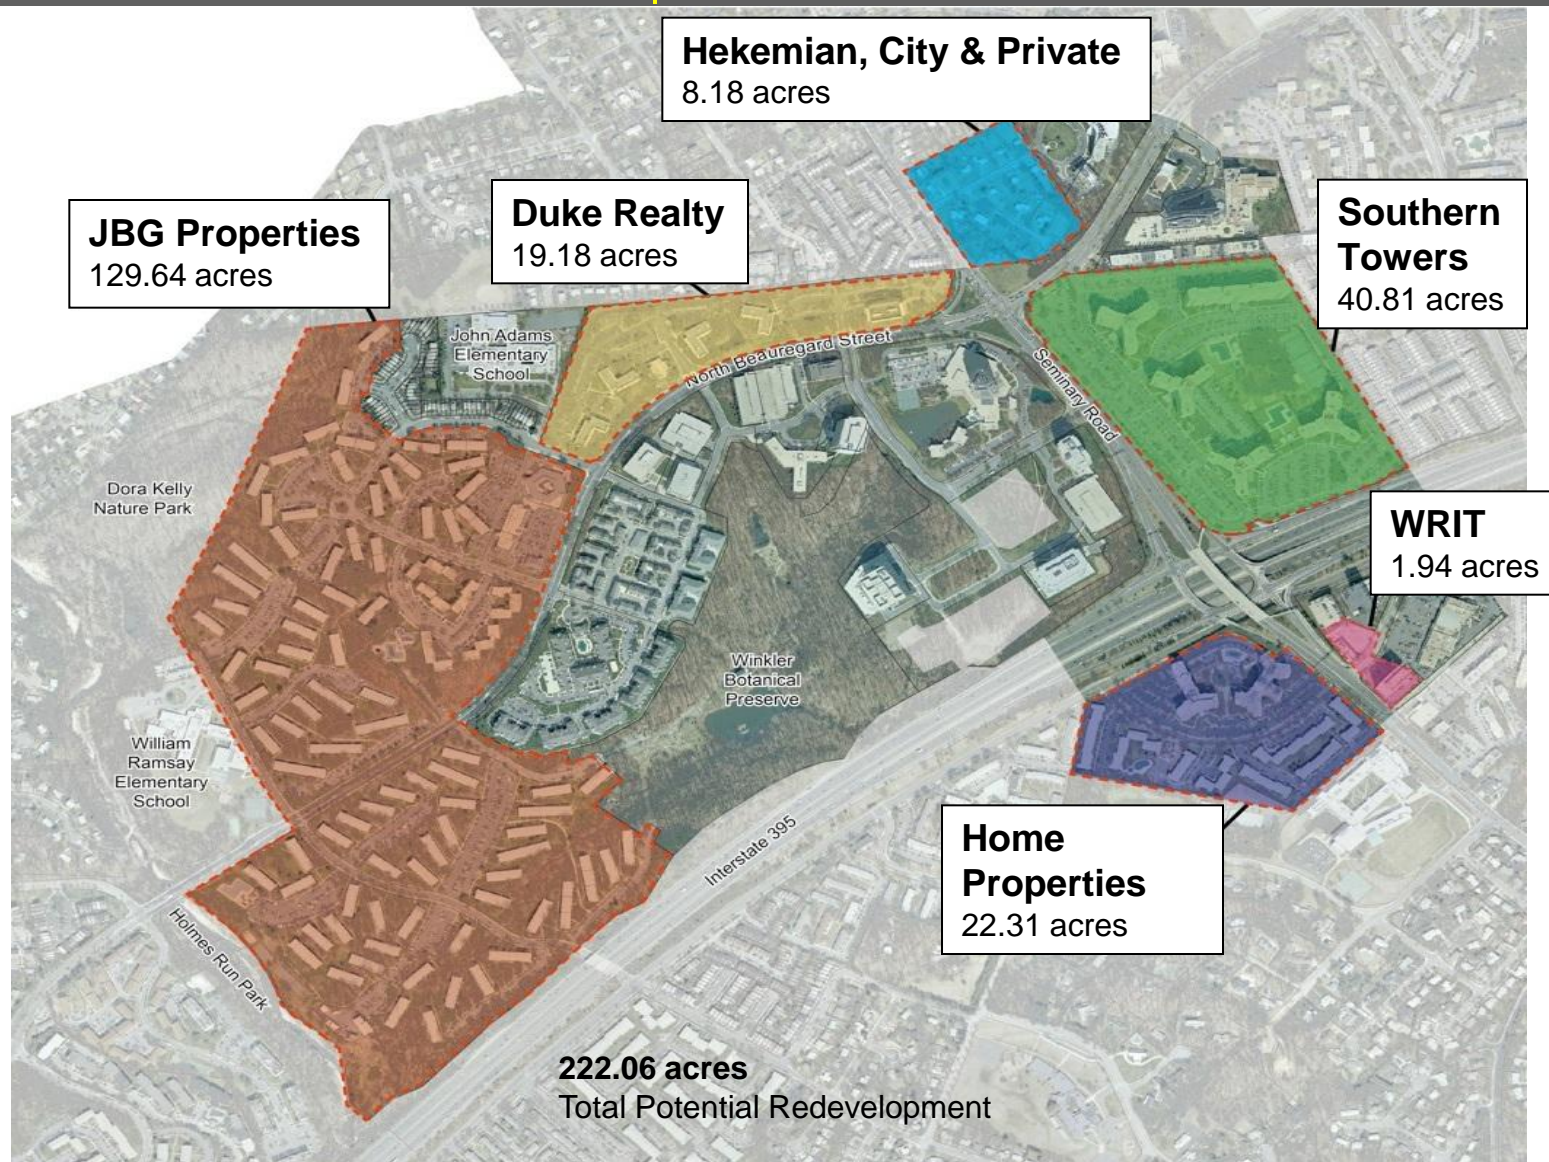 Hekemian, City & Private
8.18 acres
Duke Realty
19.18 acres
JBG Properties
129.64 acres
Southern
Towers
40.81 acres
John Adams
Elementary
School
North Beauregard Street
Seminary Road
Dora Kelly
Nature Park
WRIT
1.94 acres
Winkler
Botanical
Preserve
William
Ramsay
Elementary
School
Interstate 395
Home
Properties
22.31 acres
Holmes Run Park
222.06 acres
Total Potential Redevelopment